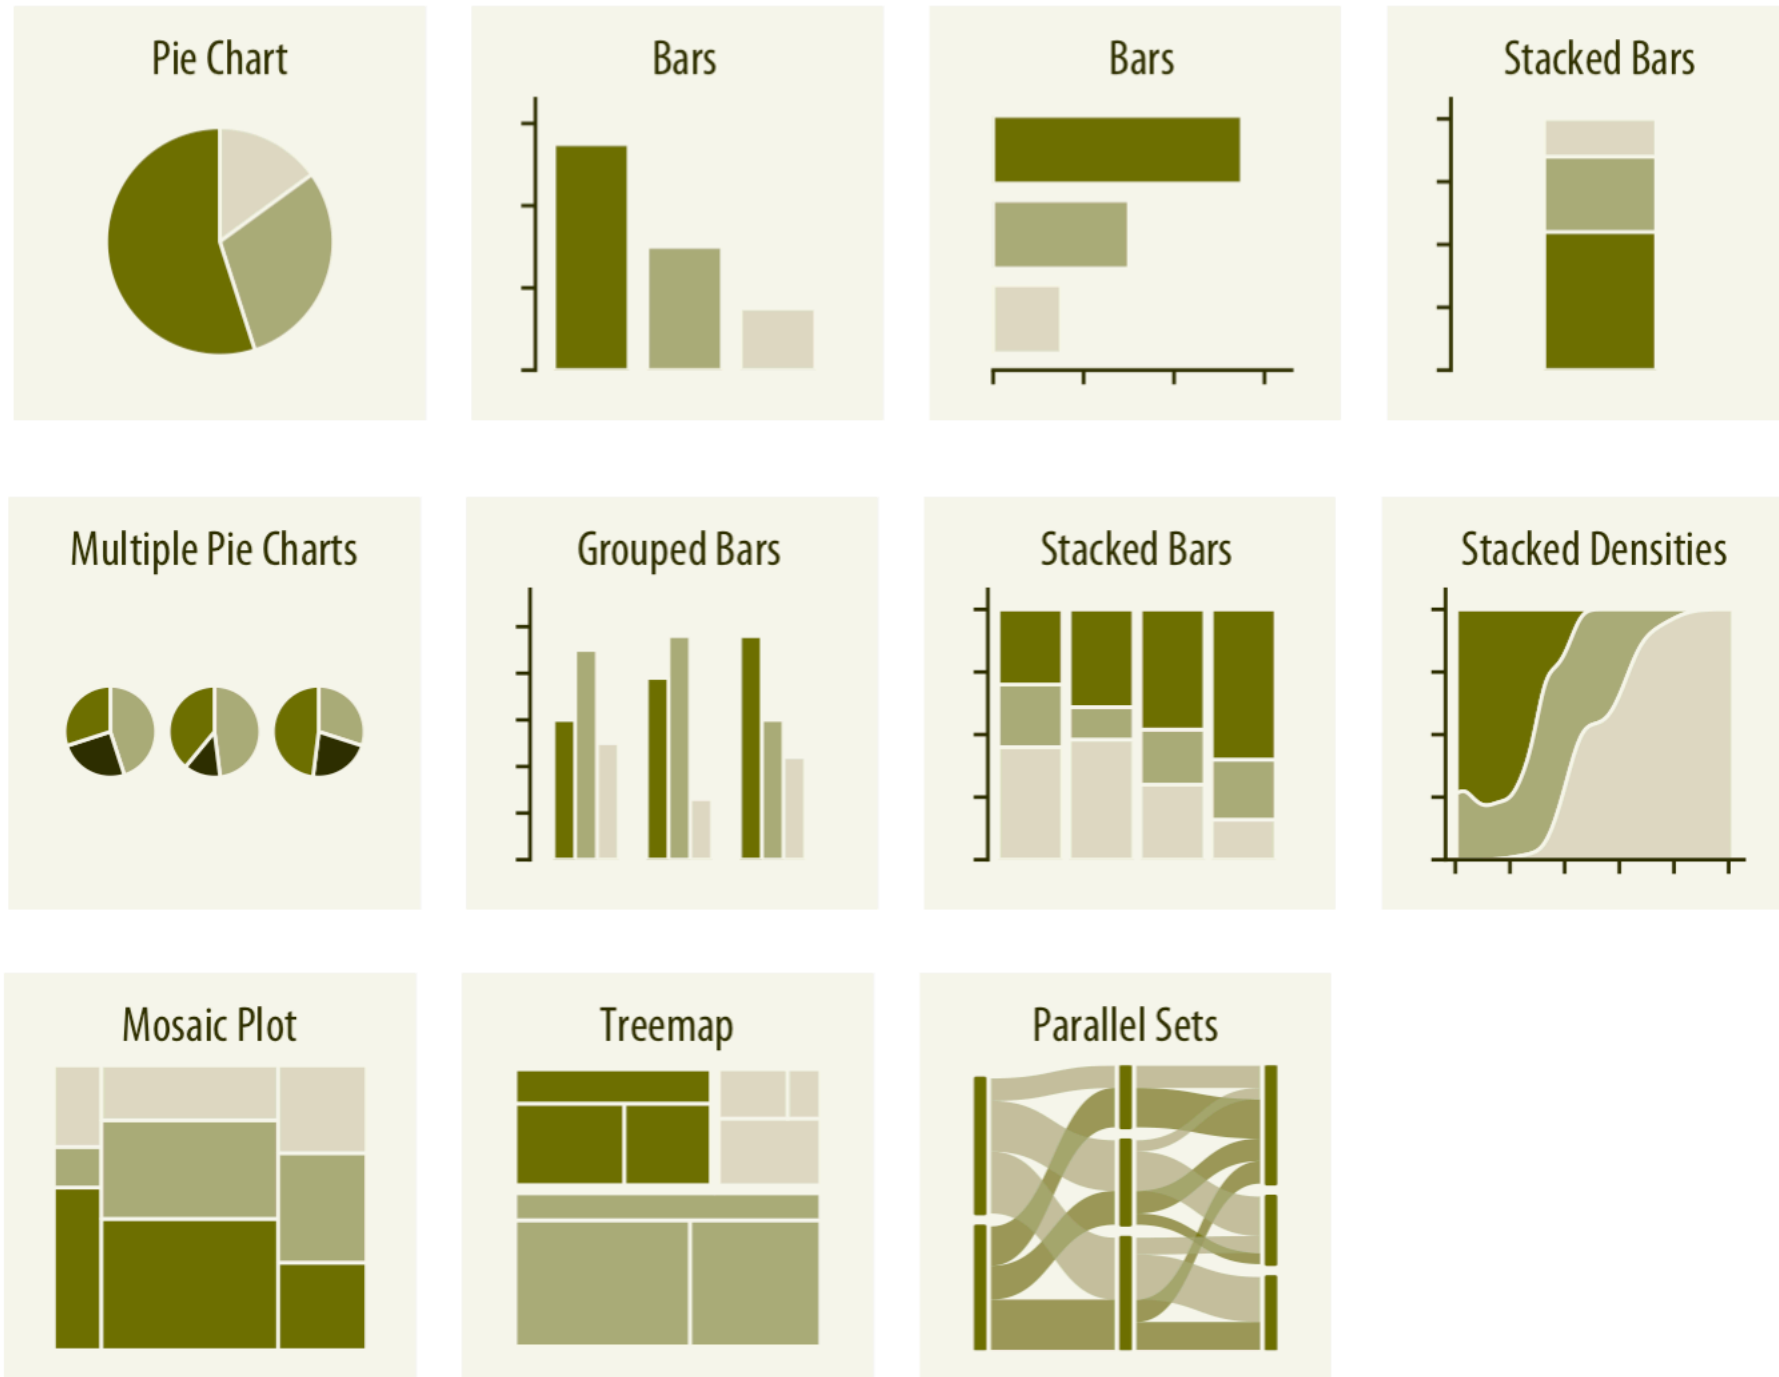 Pie Chart
Bars
Bars
Stacked Bars
Multiple Pie Charts
Grouped Bars
Stacked Bars
Stacked Densities
Mosaic Plot
Treemap
Parallel Sets